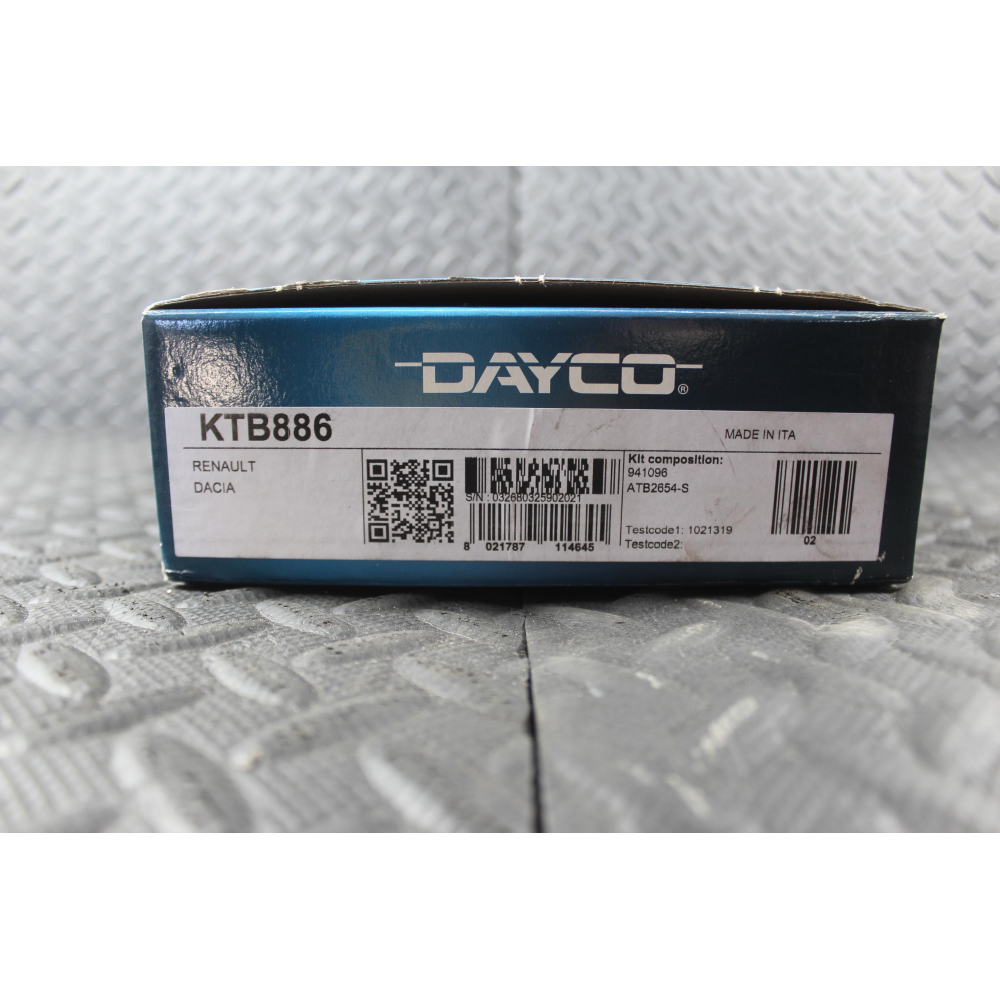 DAYCO®
KTB886
MADE IN ITA
RENAULT
DACIA
S/N : 032680325902021
8 021787 114645
Kit composition:
941096
ATB2654-S
Testcode1: 1021319
Testcode2:
02